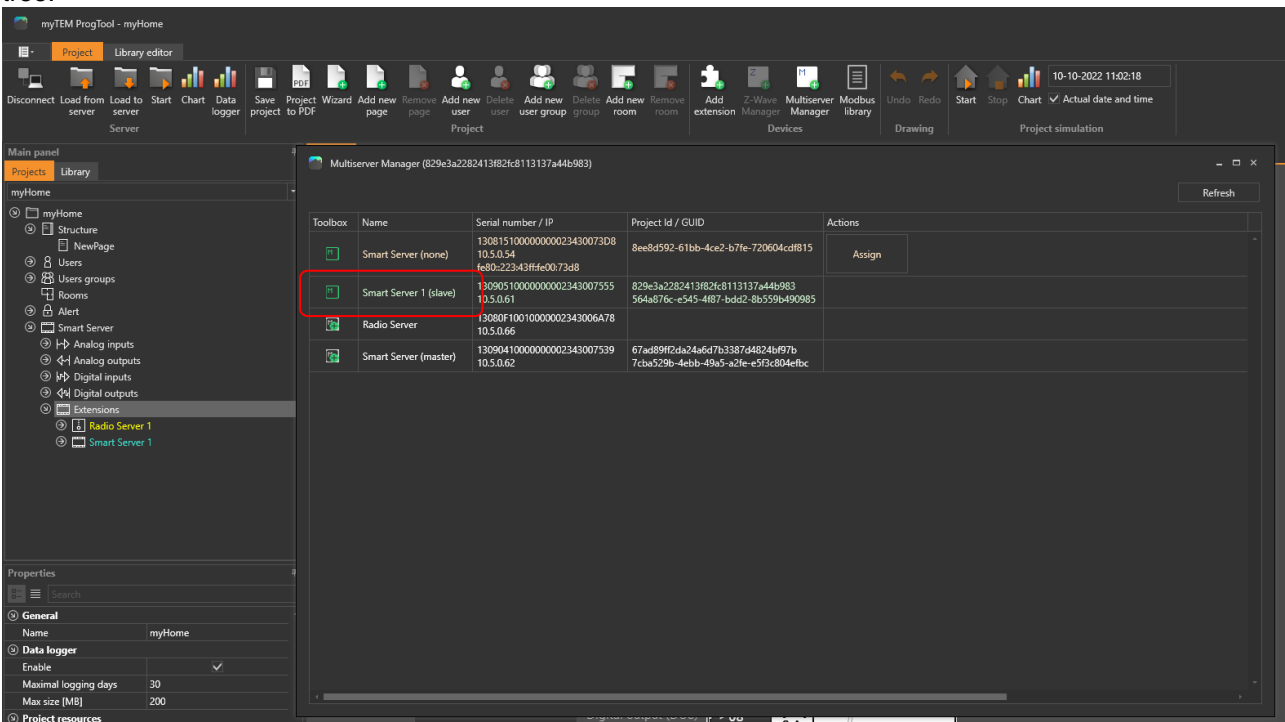 myTEM ProgTool - myHome
Project Library editor
Disconnect Load from server Load to server Start Chart Data logger Save project Project to PDF Wizard Add new page Remove page Add new user Delete user Add new user group Delete group Add new room Remove room Add extension Z-Wave Manager Multiserver Manager Modbus library Undo Redo Start Stop Chart
10-10-2022 11:02:18
Actual date and time
Server Project Devices Drawing Project simulation
Main panel
Projects Library
myHome
myHome
Structure
NewPage
Users
Users groups
Rooms
Alert
Smart Server
Analog inputs
Analog outputs
Digital inputs
Digital outputs
Extensions
Radio Server 1
Smart Server 1
Properties
Search
General
Name myHome
Data logger
Enable
Maximal logging days 30
Max size [MB] 200
Project resources
Multiserver Manager (829e3a2282413f82fc8113137a44b983)
Refresh
Toolbox Name Serial number / IP Project Id / GUID Actions
Smart Server (none) 13081510000000023430073D8 8ee8d592-61bb-4ce2-b7fe-720604cdf815 Assign
10.5.0.54
fe80::223:43ff:fe00:73d8
Smart Server 1 (slave) 1309051000000002343007555 829e3a2282413f82fc8113137a44b983
10.5.0.61 564a876c-e545-4f87-bdd2-8b559b490985
Radio Server 13080F10010000002343006A78
10.5.0.66
Smart Server (master) 1309041000000002343007539 67ad89ff2da24a6d7b3387d4824bf97b
10.5.0.62 7cba529b-4ebb-49a5-a2fe-e5f3c804efbc